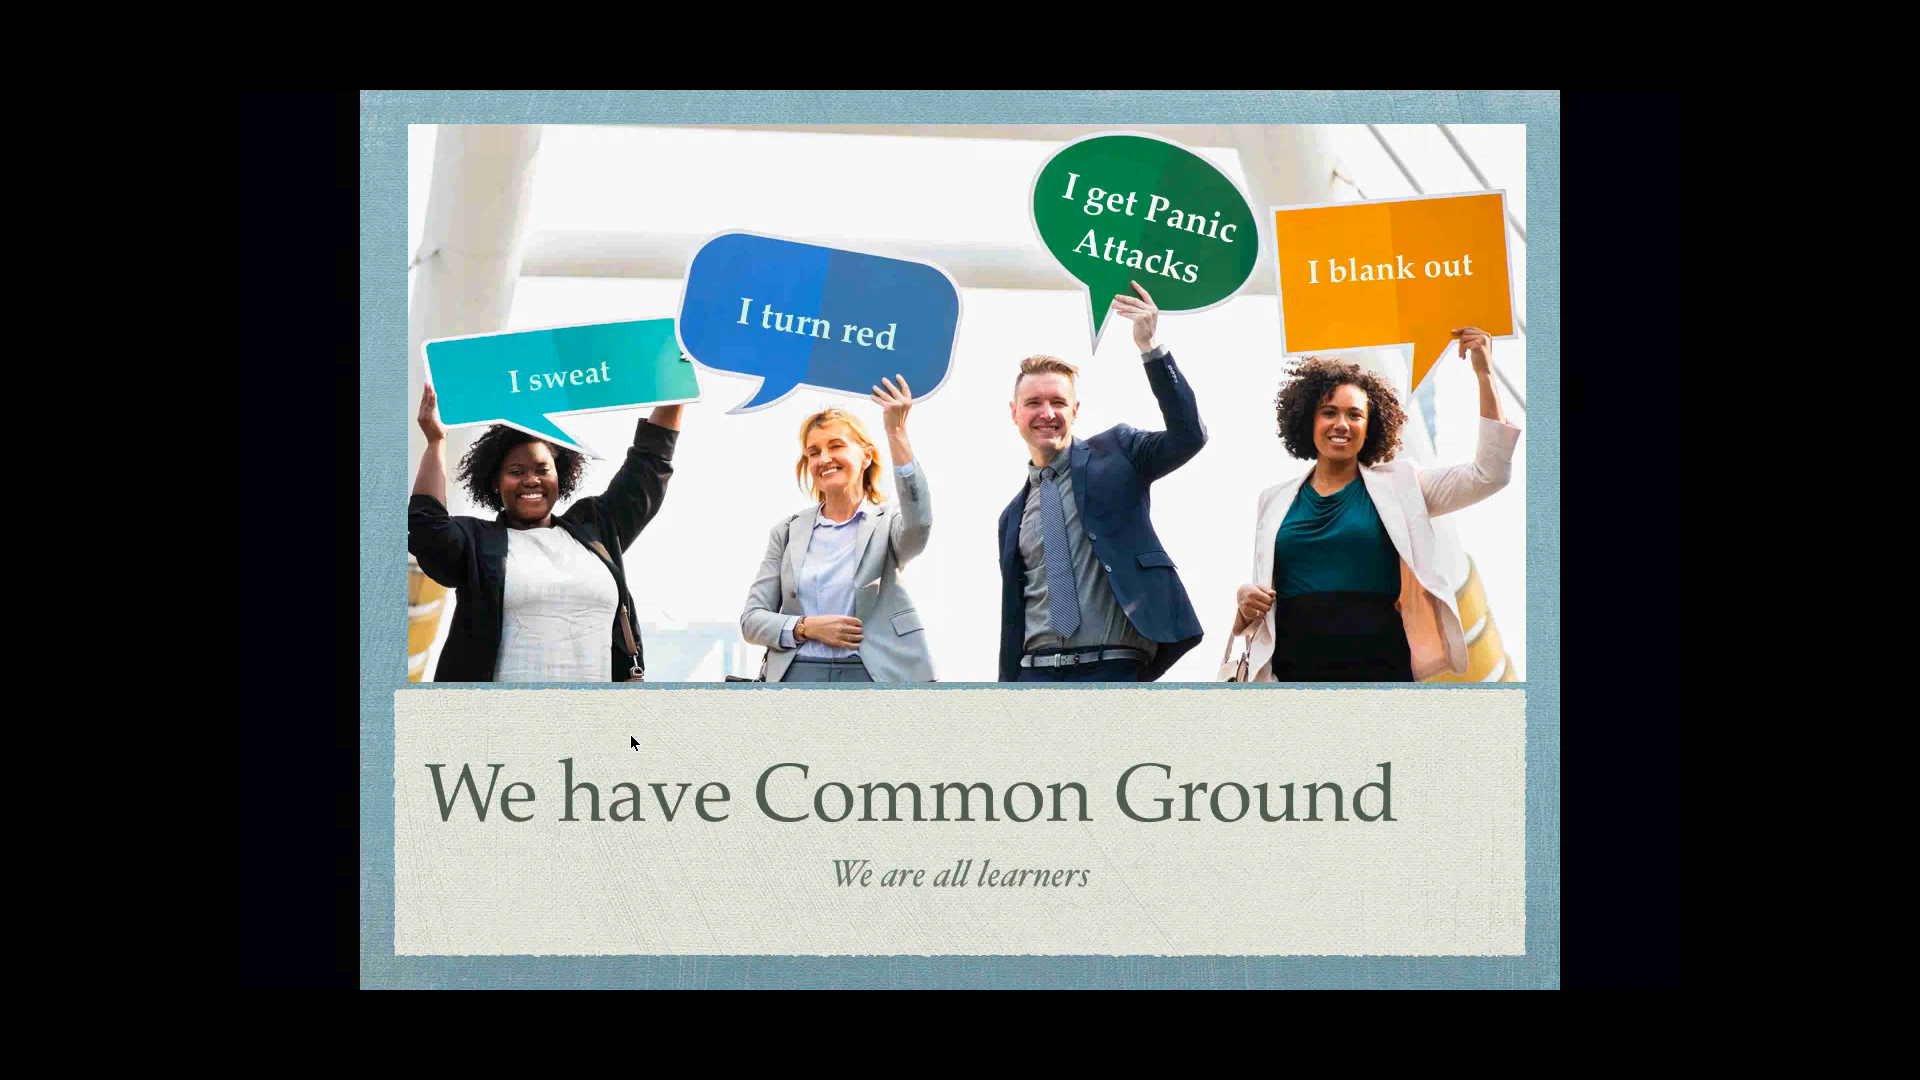 I sweat
I turn red
I get Panic
Attacks
I blank out
We have Common Ground
We are all learners